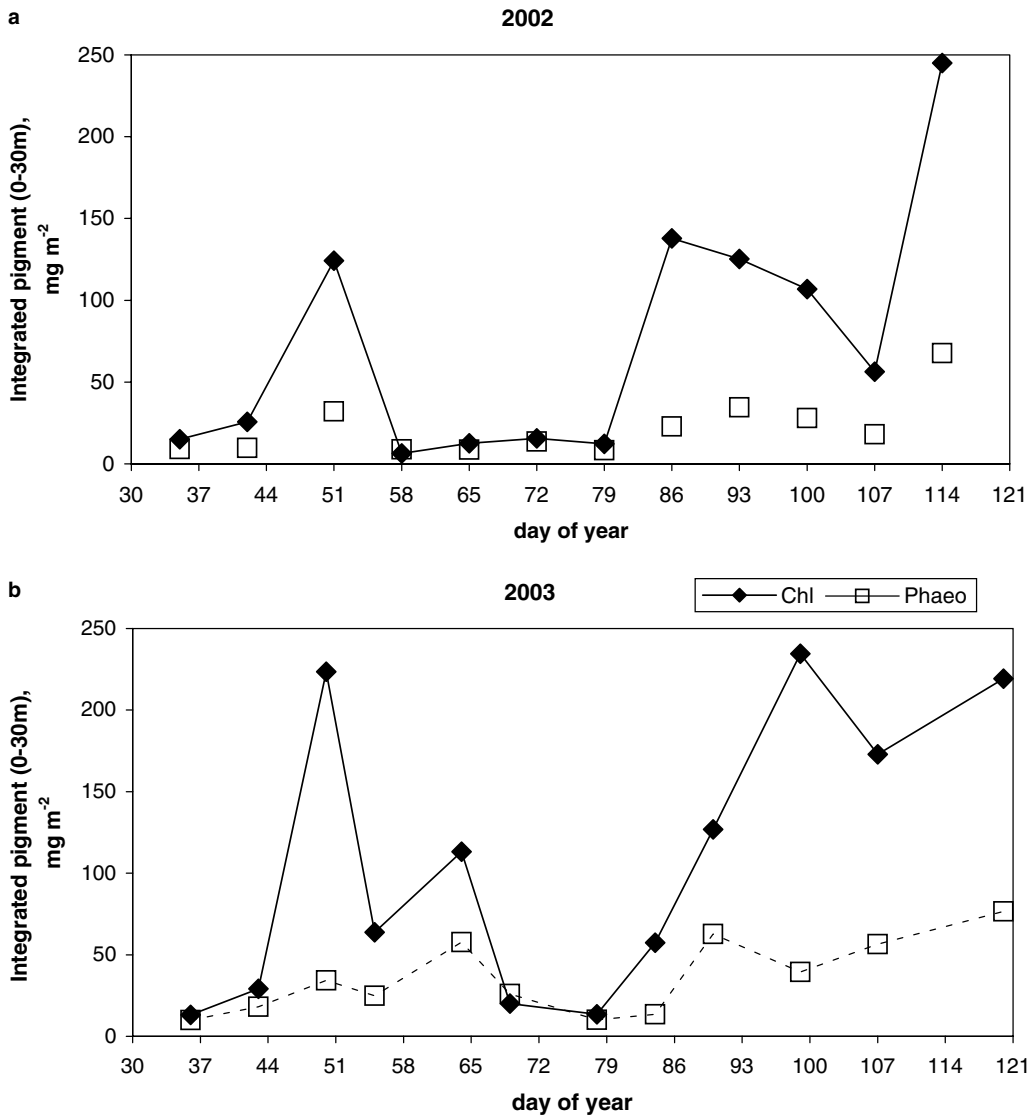 a
2002
Integrated pigment (0-30m),
mg m-2
250
200
150
100
50
0
30 37 44 51 58 65 72 79 86 93 100 107 114 121
day of year
b
2003
Chl Phaeo
Integrated pigment (0-30m),
mg m-2
250
200
150
100
50
0
30 37 44 51 58 65 72 79 86 93 100 107 114 121
day of year